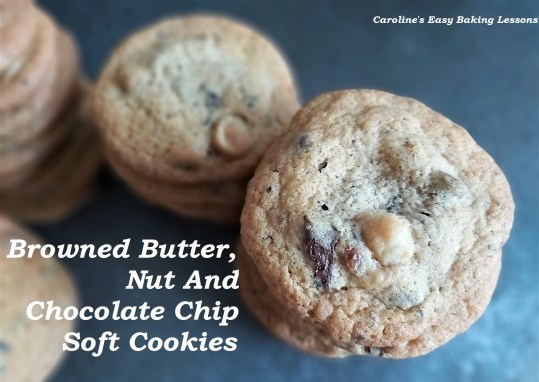 Caroline's Easy Baking Lessons
Browned Butter,
Nut And
Chocolate Chip
Soft Cookies